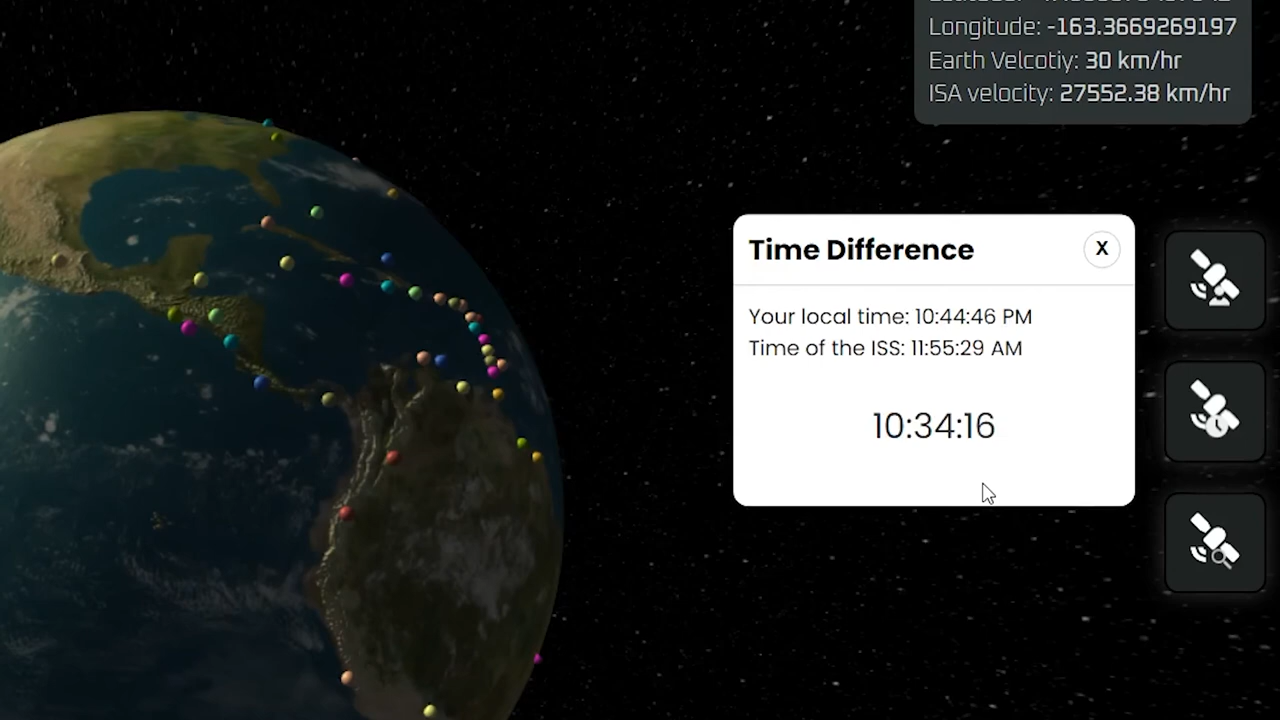 Longitude: -163.3669269197
Earth Velcotiy: 30 km/hr
ISA velocity: 27552.38 km/hr
Time Difference
X
Your local time: 10:44:46 PM
Time of the ISS: 11:55:29 AM
10:34:16